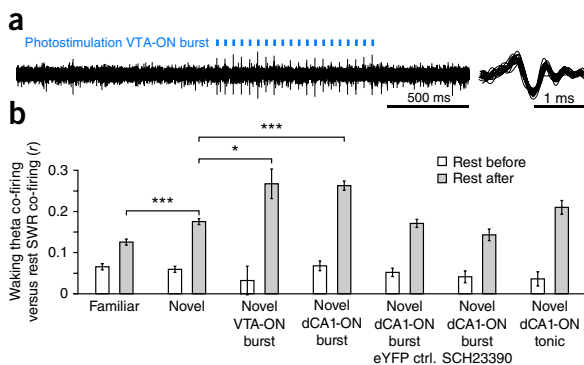 a
Photostimulation VTA-ON burst
500 ms
1 ms
b
Waking theta co-firing
versus rest SWR co-firing (r)
0.3
0.2
0.1
0
***
*
***
Rest before
Rest after
Familiar
Novel
Novel
VTA-ON
burst
Novel
dCA1-ON
burst
Novel
dCA1-ON
burst
eYFP ctrl.
Novel
dCA1-ON
burst
SCH23390
Novel
dCA1-ON
tonic